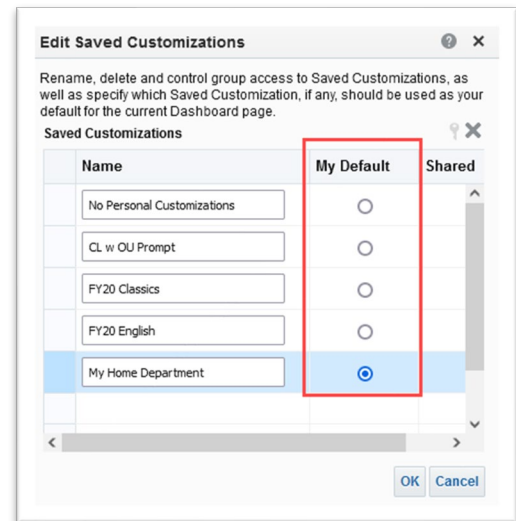 Edit Saved Customizations
Rename, delete and control group access to Saved Customizations, as
well as specify which Saved Customization, if any, should be used as your
default for the current Dashboard page.
Saved Customizations
Name My Default Shared
No Personal Customizations
CL w OU Prompt
FY20 Classics
FY20 English
My Home Department
OK Cancel